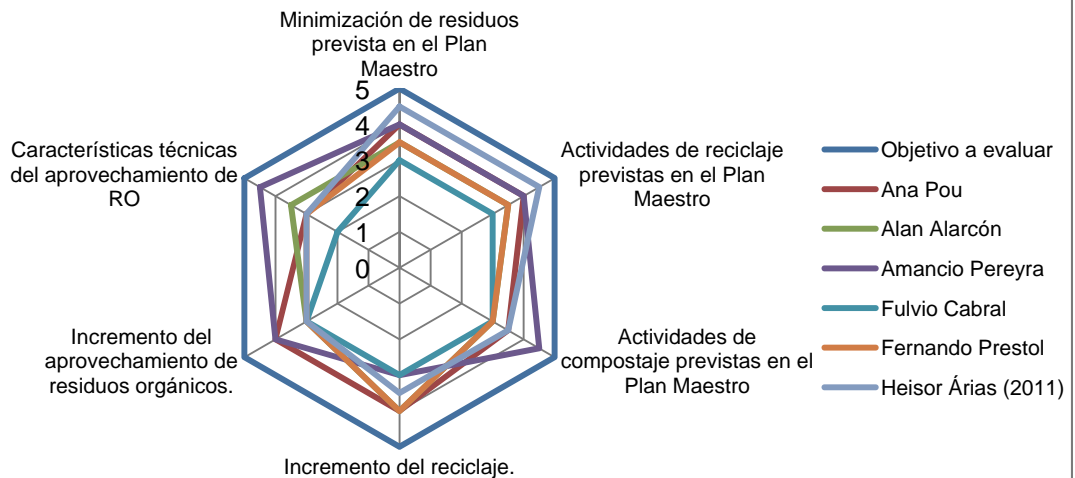 Minimización de residuos
prevista en el Plan
Maestro
5
4
3
2
1
0
Actividades de reciclaje
previstas en el Plan
Maestro
Actividades de
compostaje previstas en el
Plan Maestro
Incremento del reciclaje.
Incremento del
aprovechamiento de
residuos orgánicos.
Características técnicas
del aprovechamiento de
RO
Objetivo a evaluar
Ana Pou
Alan Alarcón
Amancio Pereyra
Fulvio Cabral
Fernando Prestol
Heisor Árias (2011)